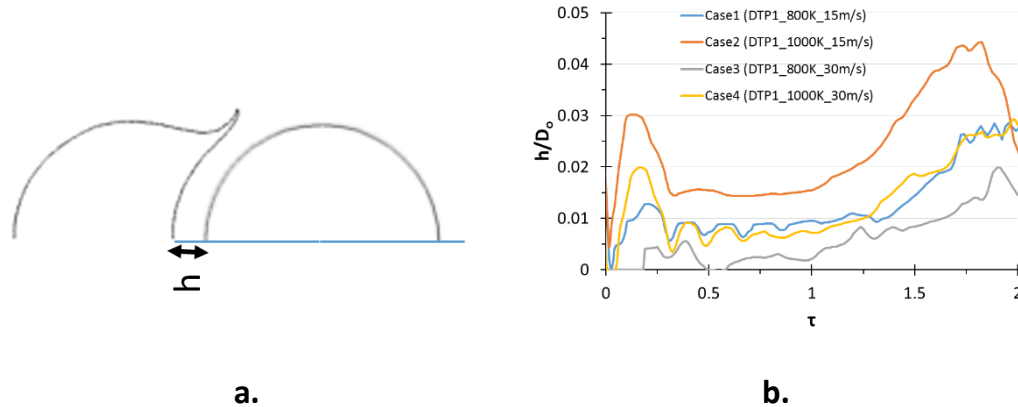 h
0.05
0.04
0.03
0.02
0.01
0
h/Dₒ
Case1 (DTP1_800K_15m/s)
Case2 (DTP1_1000K_15m/s)
Case3 (DTP1_800K_30m/s)
Case4 (DTP1_1000K_30m/s)
0 0.5 1 1.5 2
τ
a. b.